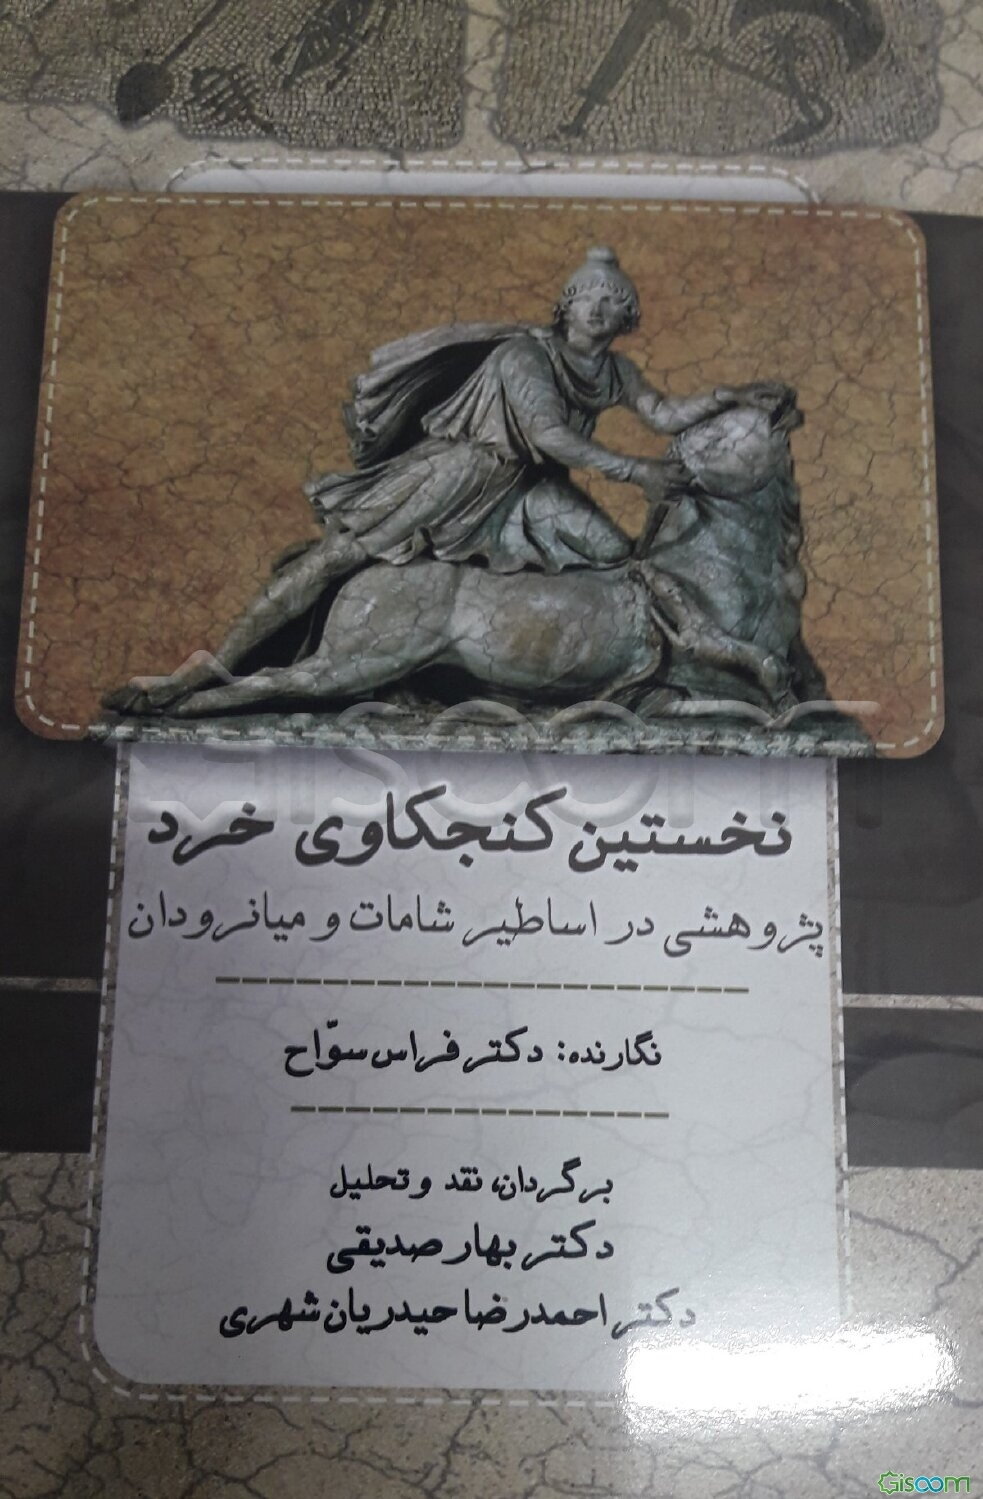 نخستین کنجکاوی خرد
پژوهشی در اساطیر شامات و میانرودان
نگارنده: دکتر فراس سوّاح
برگردان، نقد و تحلیل
دکتر بهار صدیقی
دکتر احمدرضا حیدریان شهری
Gisoom
Gisoom